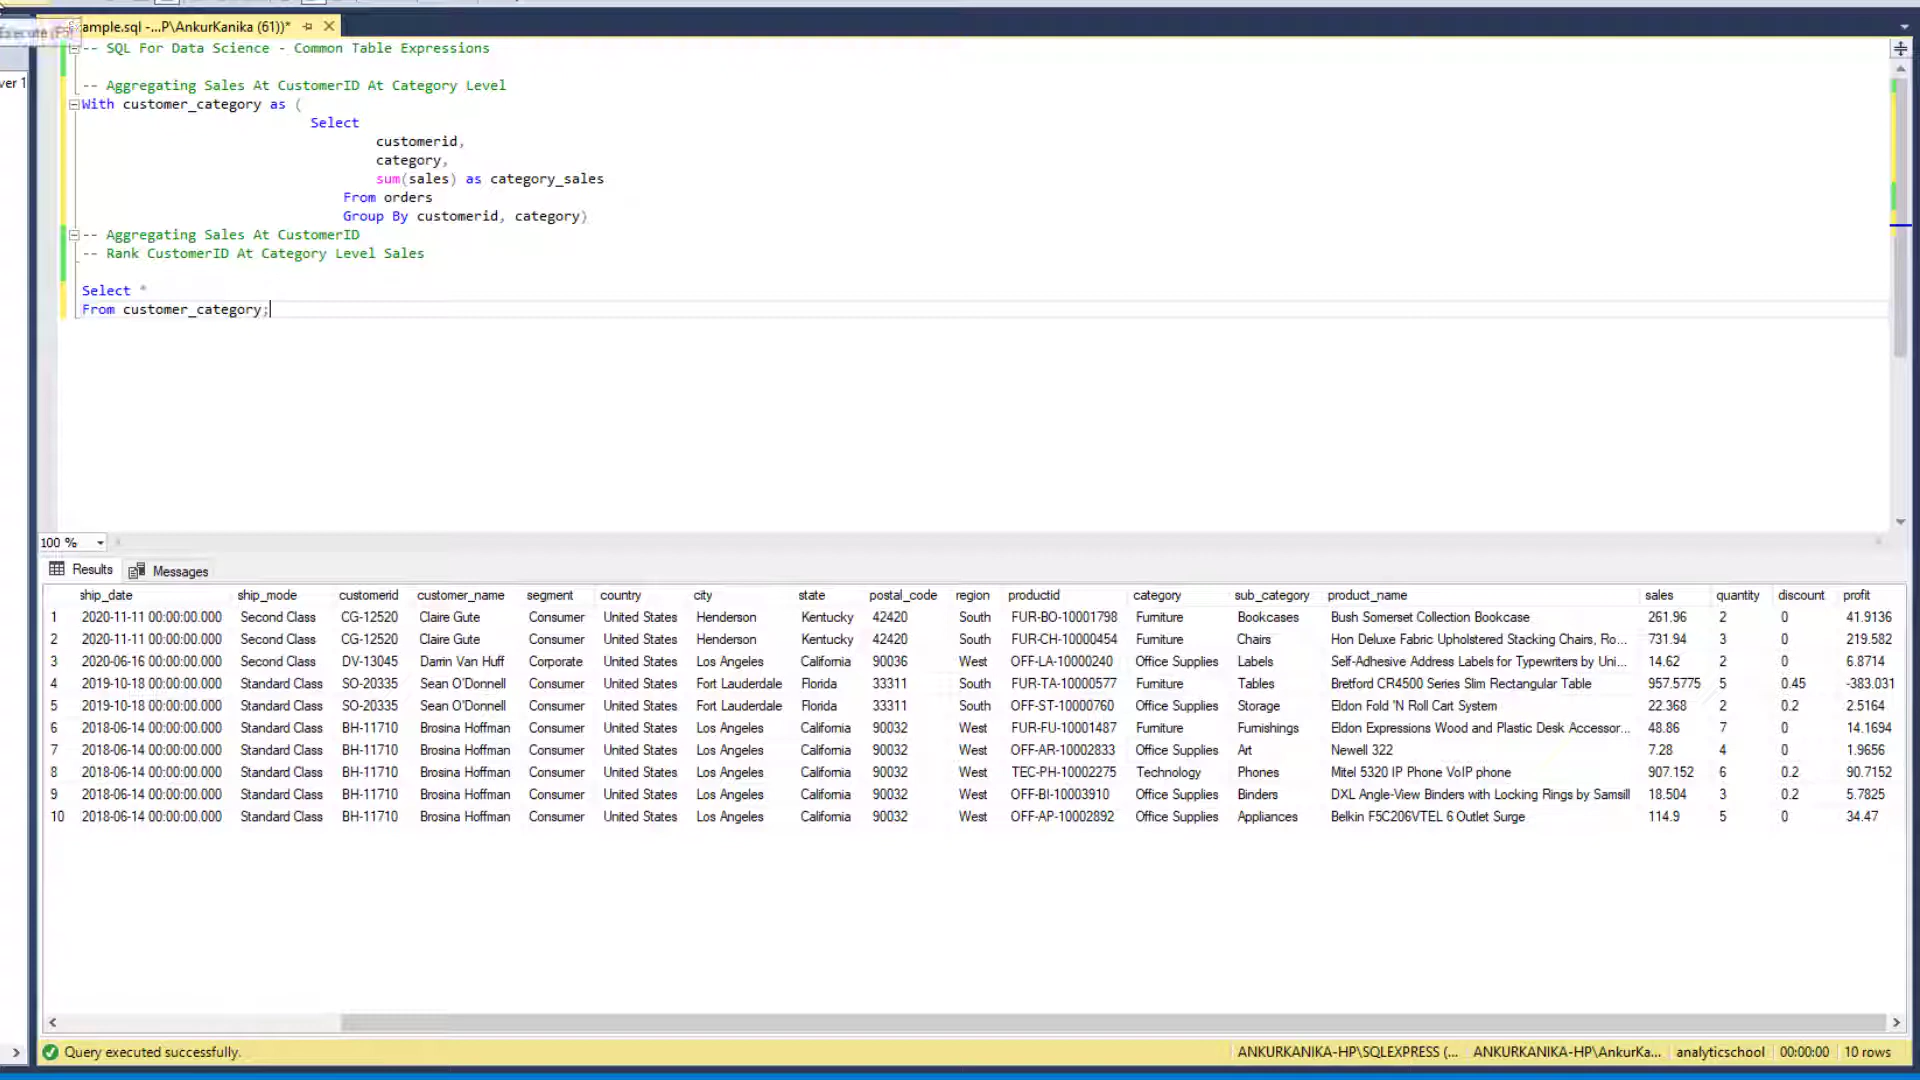 ample.sql -...P\AnkurKanika (61))*
Execute (F5)
-- SQL For Data Science - Common Table Expressions
ver 1
-- Aggregating Sales At CustomerID At Category Level
With customer_category as (
Select
customerid,
category,
sum(sales) as category_sales
From orders
Group By customerid, category)
-- Aggregating Sales At CustomerID
-- Rank CustomerID At Category Level Sales
Select *
From customer_category;
100 %
Results Messages
ship_date ship_mode customerid customer_name segment country city state postal_code region productid category sub_category product_name sales quantity discount profit
1 2020-11-11 00:00:00.000 Second Class CG-12520 Claire Gute Consumer United States Henderson Kentucky 42420 South FUR-BO-10001798 Furniture Bookcases Bush Somerset Collection Bookcase 261.96 2 0 41.9136
2 2020-11-11 00:00:00.000 Second Class CG-12520 Claire Gute Consumer United States Henderson Kentucky 42420 South FUR-CH-10000454 Furniture Chairs Hon Deluxe Fabric Upholstered Stacking Chairs, Ro... 731.94 3 0 219.582
3 2020-06-16 00:00:00.000 Second Class DV-13045 Darrin Van Huff Corporate United States Los Angeles California 90036 West OFF-LA-10000240 Office Supplies Labels Self-Adhesive Address Labels for Typewriters by Uni... 14.62 2 0 6.8714
4 2019-10-18 00:00:00.000 Standard Class SO-20335 Sean O'Donnell Consumer United States Fort Lauderdale Florida 33311 South FUR-TA-10000577 Furniture Tables Bretford CR4500 Series Slim Rectangular Table 957.5775 5 0.45 -383.031
5 2019-10-18 00:00:00.000 Standard Class SO-20335 Sean O'Donnell Consumer United States Fort Lauderdale Florida 33311 South OFF-ST-10000760 Office Supplies Storage Eldon Fold 'N Roll Cart System 22.368 2 0.2 2.5164
6 2018-06-14 00:00:00.000 Standard Class BH-11710 Brosina Hoffman Consumer United States Los Angeles California 90032 West FUR-FU-10001487 Furniture Furnishings Eldon Expressions Wood and Plastic Desk Accessor... 48.86 7 0 14.1694
7 2018-06-14 00:00:00.000 Standard Class BH-11710 Brosina Hoffman Consumer United States Los Angeles California 90032 West OFF-AR-10002833 Office Supplies Art Newell 322 7.28 4 0 1.9656
8 2018-06-14 00:00:00.000 Standard Class BH-11710 Brosina Hoffman Consumer United States Los Angeles California 90032 West TEC-PH-10002275 Technology Phones Mitel 5320 IP Phone VoIP phone 907.152 6 0.2 90.7152
9 2018-06-14 00:00:00.000 Standard Class BH-11710 Brosina Hoffman Consumer United States Los Angeles California 90032 West OFF-BI-10003910 Office Supplies Binders DXL Angle-View Binders with Locking Rings by Samsill 18.504 3 0.2 5.7825
10 2018-06-14 00:00:00.000 Standard Class BH-11710 Brosina Hoffman Consumer United States Los Angeles California 90032 West OFF-AP-10002892 Office Supplies Appliances Belkin F5C206VTEL 6 Outlet Surge 114.9 5 0 34.47
Query executed successfully. ANKURKANIKA-HP\SQLEXPRESS (... ANKURKANIKA-HP\AnkurKa... analyticschool 00:00:00 10 rows